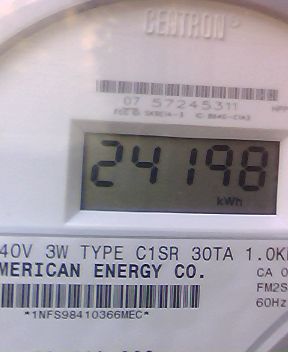 CENTRON
07 57245311
24198
kWh
40V 3W TYPE C1SR 30TA 1.0K
MERICAN ENERGY CO.
CA 0
FM2S
60Hz
*1NFS98410366MEC*